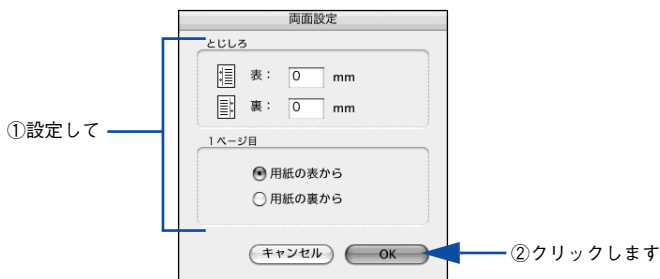 両面設定
とじしろ
表： 0 mm
裏： 0 mm
①設定して
1ページ目
用紙の表から
用紙の裏から
キャンセル OK
②クリックします